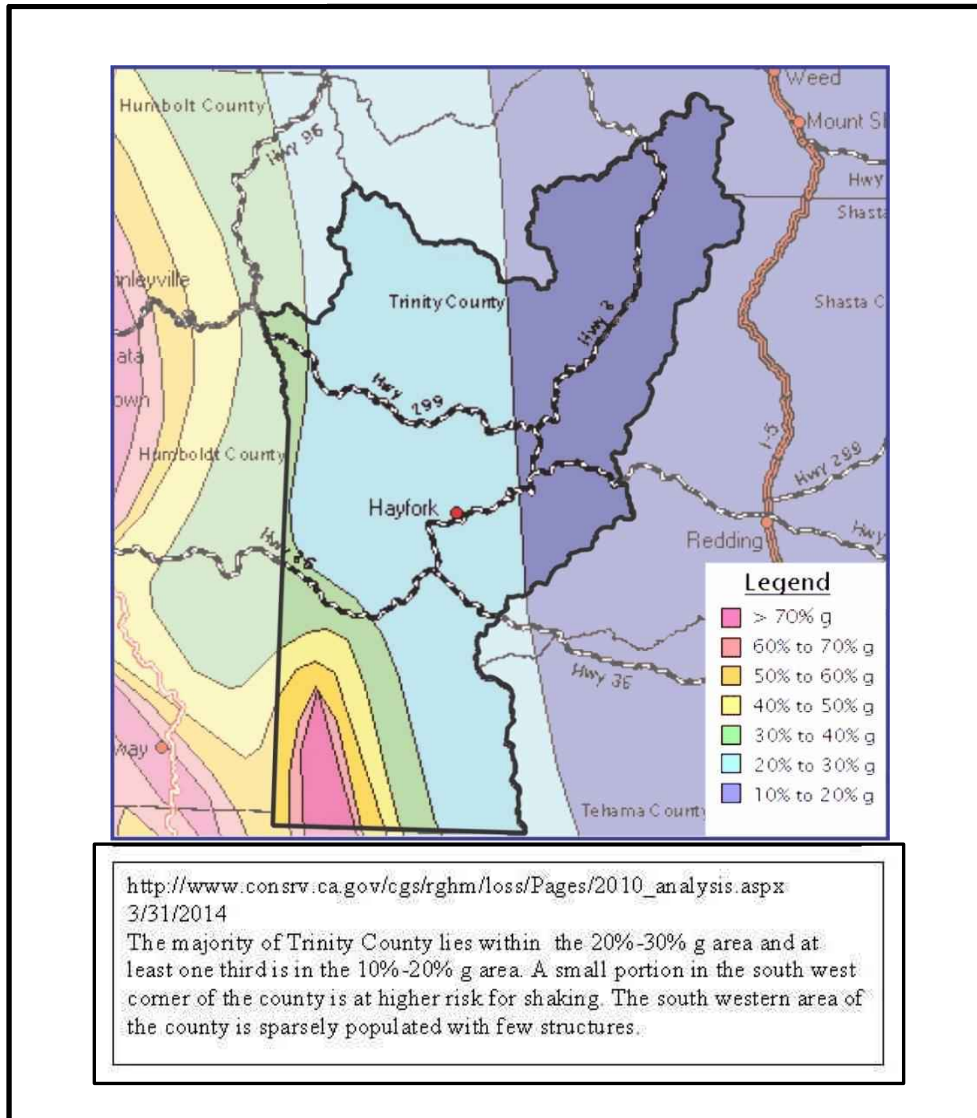 Weed
Humbolt County
Mount S
Hwy 96
Hwy
Shasta
inleyville
Trinity County
Shasta C
Hwy 3
ata
Hwy 299
own
I-5
Humboldt County
Hwy 299
Hayfork
Hwy
Redding
Legend
> 70% g
60% to 70% g
50% to 60% g
40% to 50% g
30% to 40% g
20% to 30% g
10% to 20% g
Hwy 36
way
Tehama County
http://www.consrv.ca.gov/cgs/rghm/loss/Pages/2010_analysis.aspx
3/31/2014
The majority of Trinity County lies within the 20%-30% g area and at
least one third is in the 10%-20% g area. A small portion in the south west
corner of the county is at higher risk for shaking. The south western area of
the county is sparsely populated with few structures.